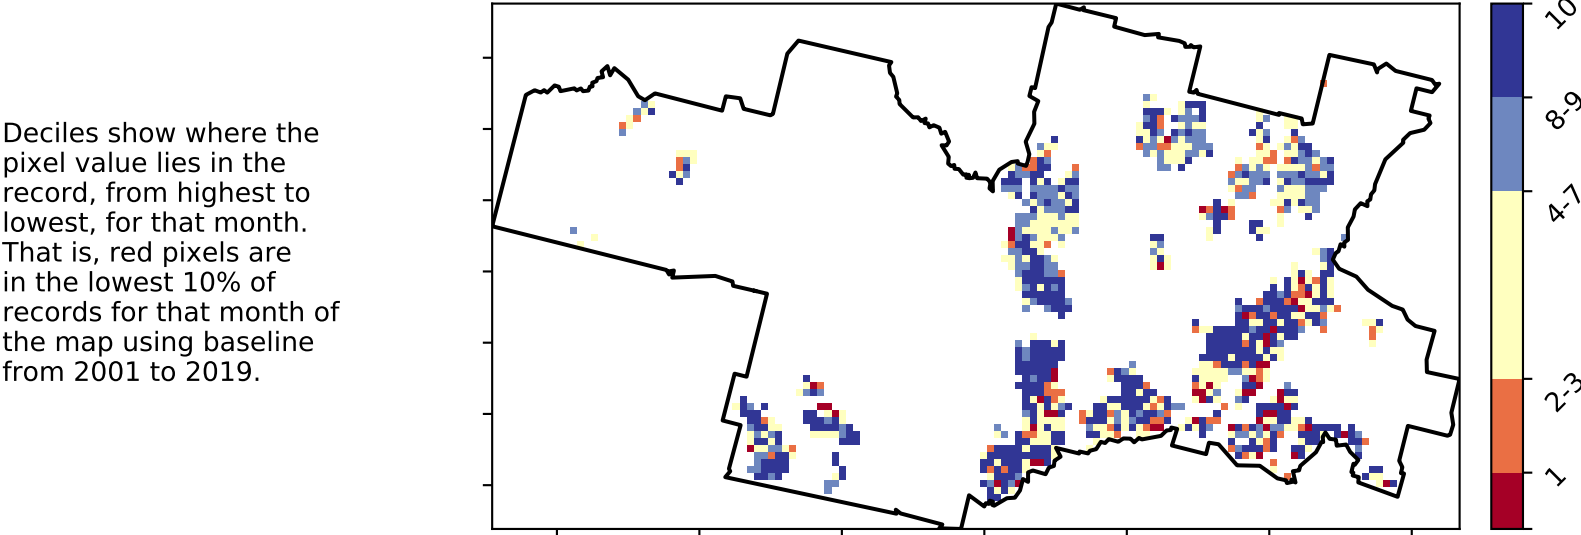 Deciles show where the
pixel value lies in the
record, from highest to
lowest, for that month.
That is, red pixels are
in the lowest 10% of
records for that month of
the map using baseline
from 2001 to 2019.
10
8-9
4-7
2-3
1